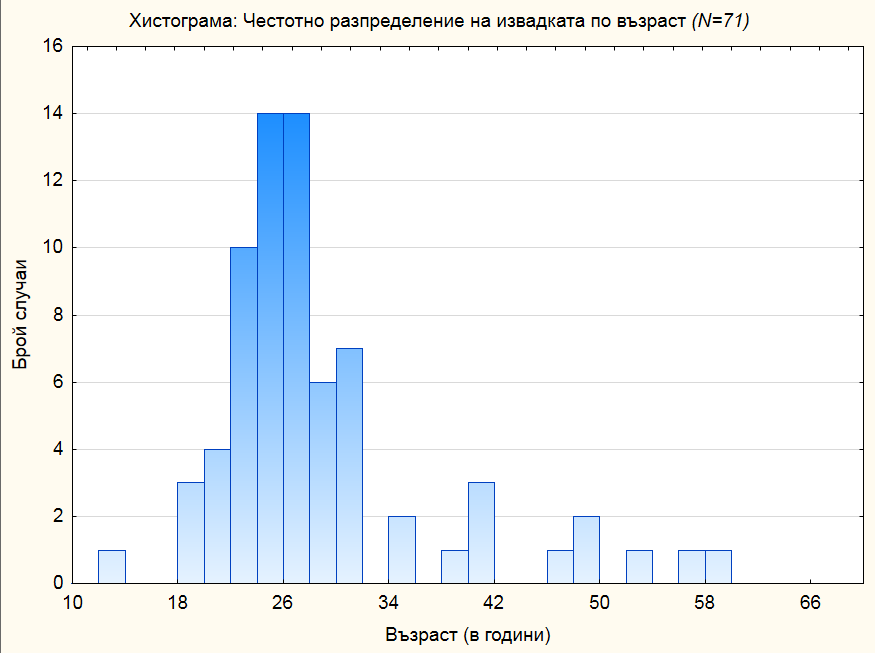 Хистограма: Честотно разпределение на извадката по възраст (N=71)
16
14
12
10
8
6
4
2
0
Брой случаи
10 18 26 34 42 50 58 66
Възраст (в години)